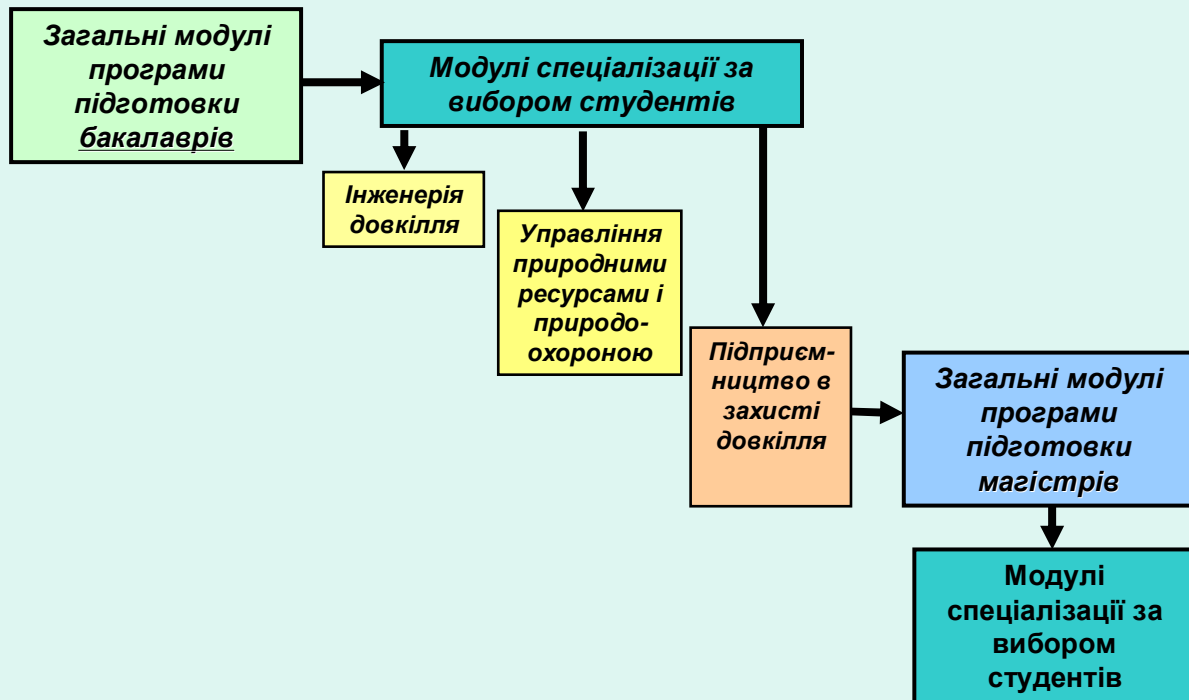 Загальні модулі
програми
підготовки
бакалаврів
Модулі спеціалізації за
вибором студентів
Інженерія
довкілля
Управління
природними
ресурсами і
природо-
охороною
Підприєм-
ництво в
захисті
довкілля
Загальні модулі
програми
підготовки
магістрів
Модулі
спеціалізації за
вибором
студентів